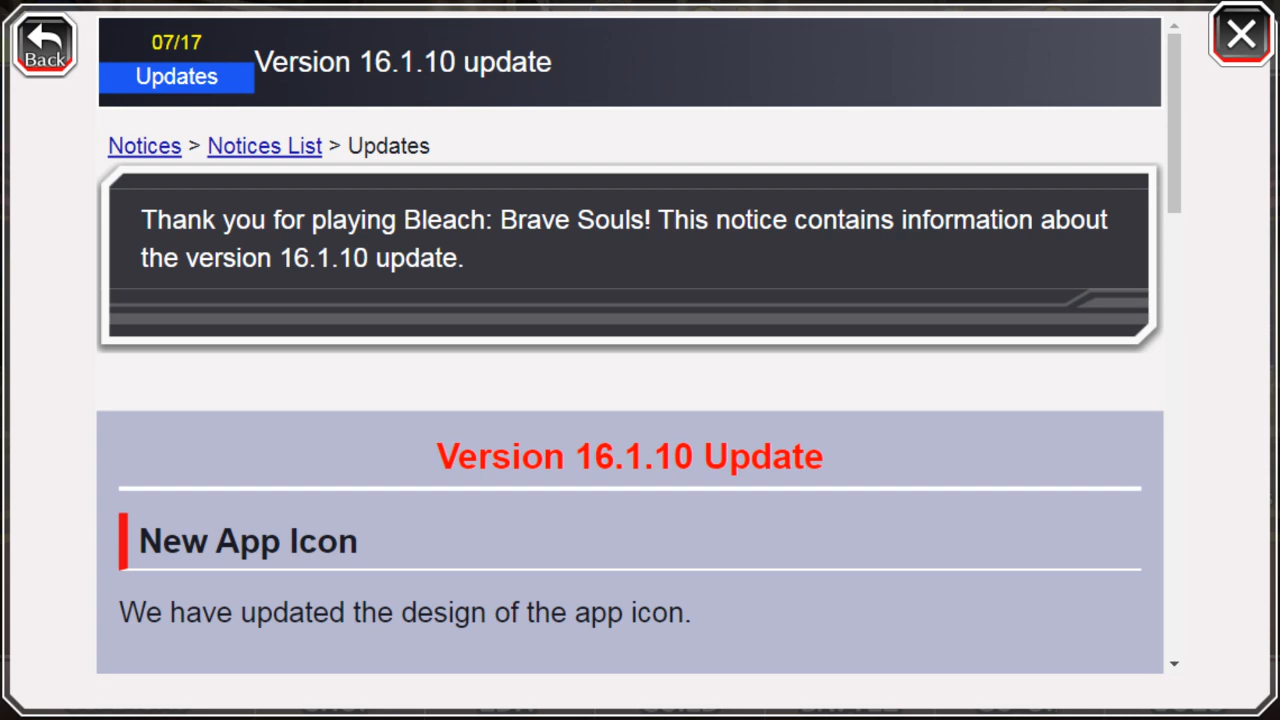 Back
07/17
Updates
Version 16.1.10 update
Notices > Notices List > Updates
Thank you for playing Bleach: Brave Souls! This notice contains information about
the version 16.1.10 update.
Version 16.1.10 Update
New App Icon
We have updated the design of the app icon.